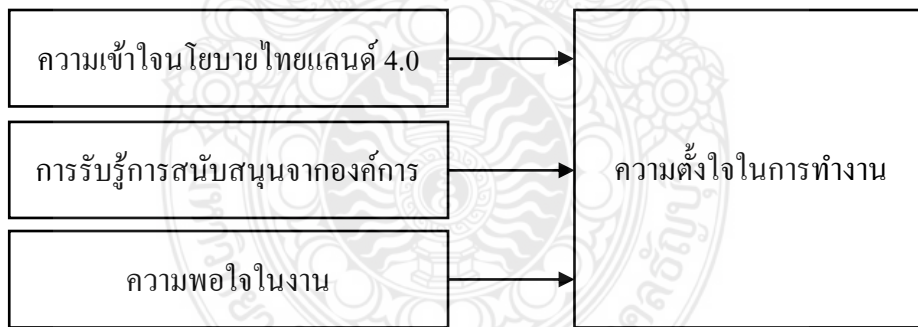 ความเข้าใจนโยบายไทยแลนด์ 4.0
การรับรู้การสนับสนุนจากองค์การ
ความตั้งใจในการทำงาน
ความพอใจในงาน